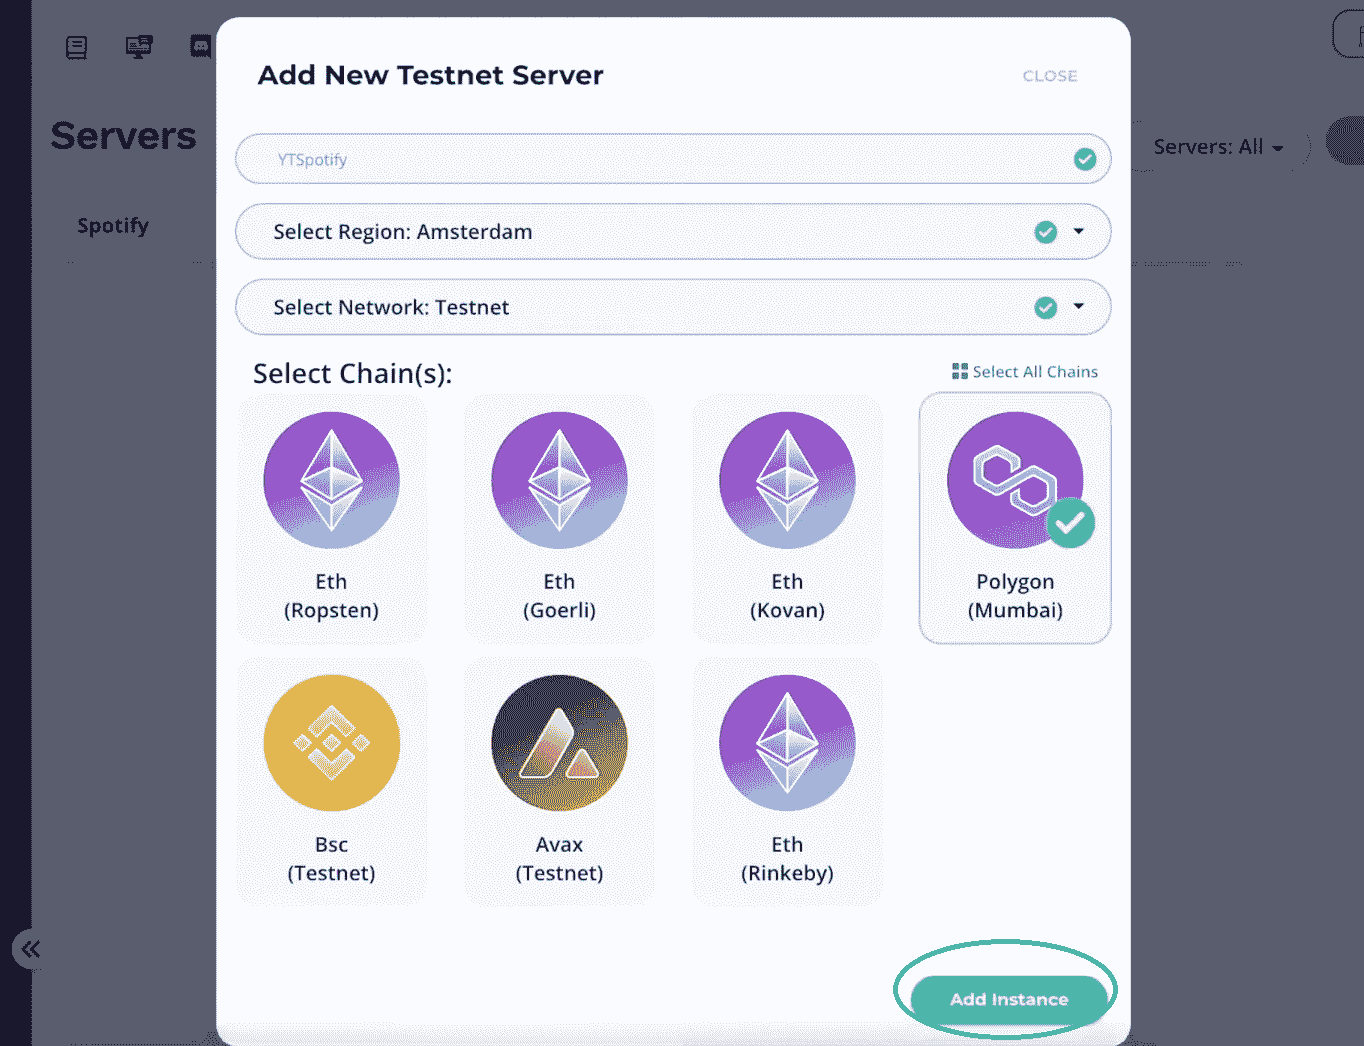 Add New Testnet Server
CLOSE
Servers
YTSpotify
Servers: All
Spotify
Select Region: Amsterdam
Select Network: Testnet
Select Chain(s):
Select All Chains
Eth
(Ropsten)
Eth
(Goerli)
Eth
(Kovan)
Polygon
(Mumbai)
Bsc
(Testnet)
Avax
(Testnet)
Eth
(Rinkeby)
Add Instance